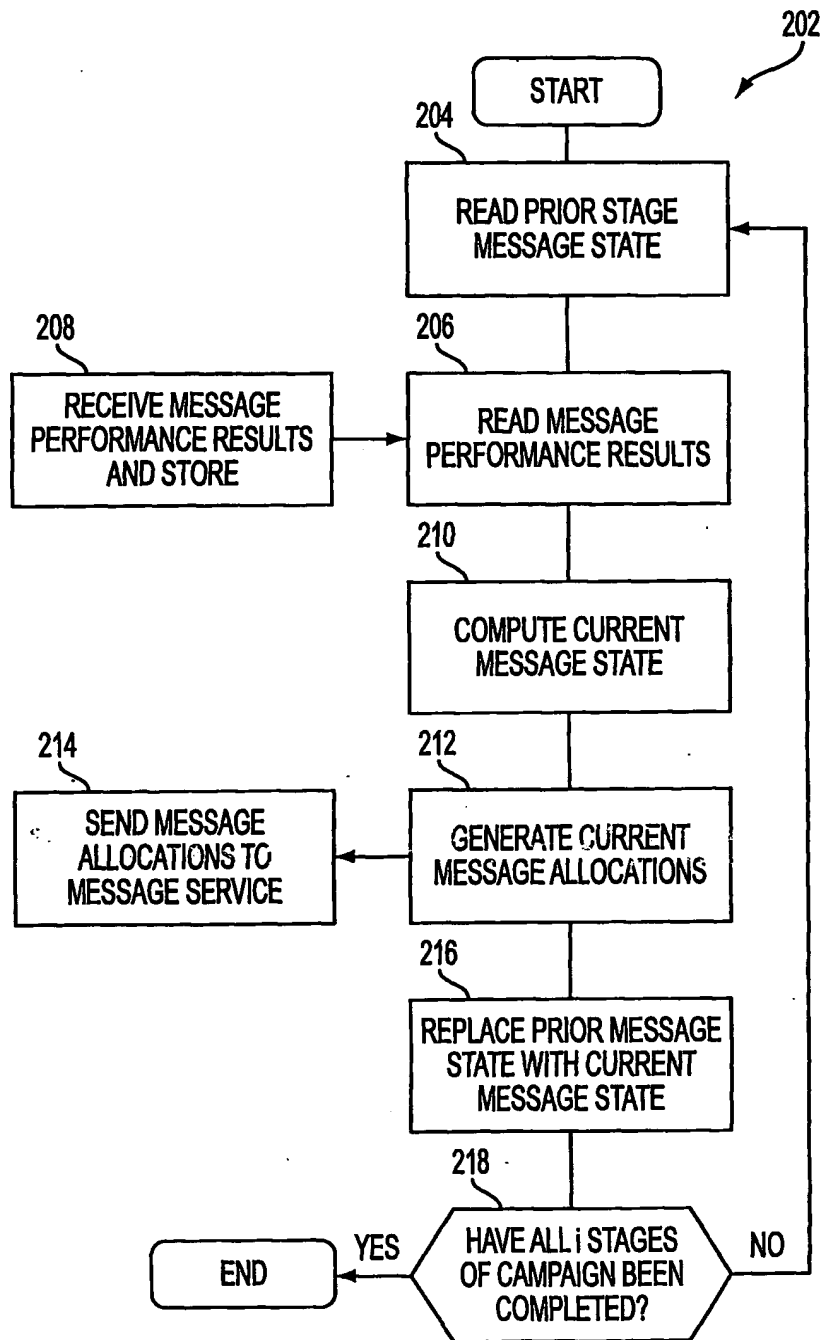 202
START
204
READ PRIOR STAGE
MESSAGE STATE
208
RECEIVE MESSAGE
PERFORMANCE RESULTS
AND STORE
206
READ MESSAGE
PERFORMANCE RESULTS
210
COMPUTE CURRENT
MESSAGE STATE
214
SEND MESSAGE
ALLOCATIONS TO
MESSAGE SERVICE
212
GENERATE CURRENT
MESSAGE ALLOCATIONS
216
REPLACE PRIOR MESSAGE
STATE WITH CURRENT
MESSAGE STATE
218
HAVE ALL i STAGES
OF CAMPAIGN BEEN
COMPLETED?
YES
NO
END